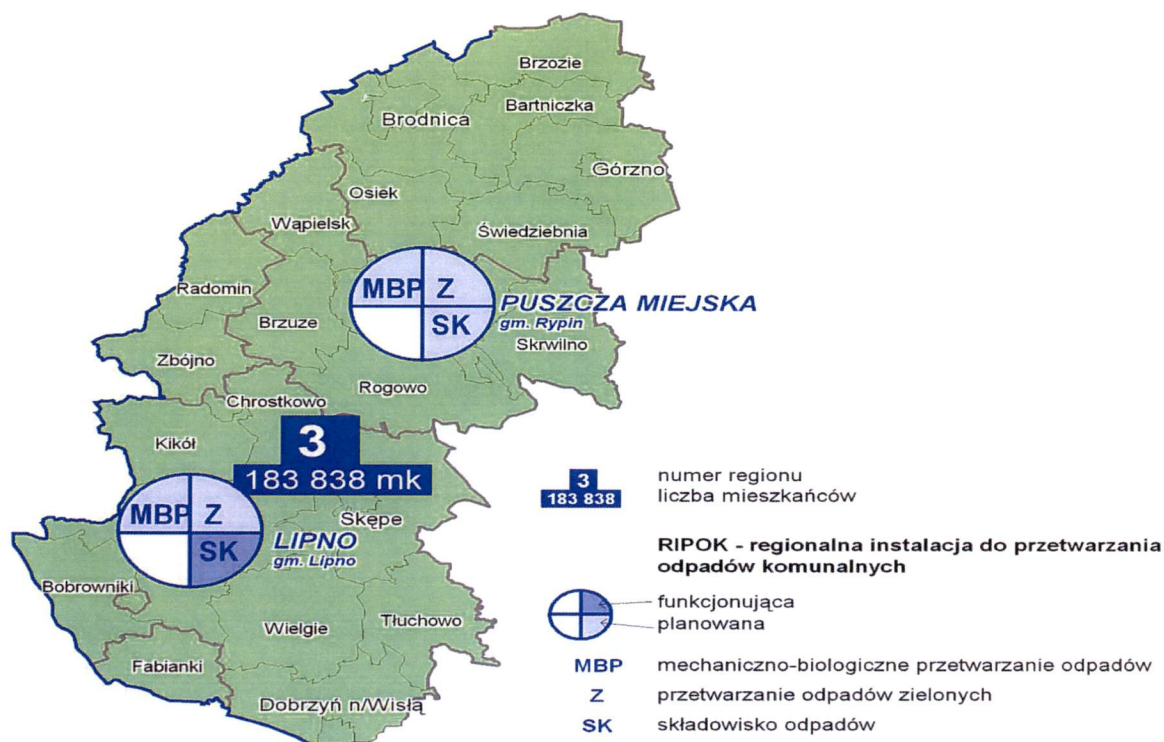 Brzozie
Bartniczka
Brodnica
Górzno
Osiek
Wąpielsk
Świedziebnia
Radomin
MBP Z
SK
PUSZCZA MIEJSKA
gm. Rypin
Brzuze
Skrwilno
Zbójno
Rogowo
Chrostkowo
Kikół
3
183 838 mk
MBP Z
SK
Skępe
LIPNO
gm. Lipno
Bobrowniki
Wielgie
Tłuchowo
Fabianki
Dobrzyń n/Wisłą
3
183 838
numer regionu
liczba mieszkańców
RIPOK - regionalna instalacja do przetwarzania
odpadów komunalnych
funkcjonująca
planowana
MBP mechaniczno-biologiczne przetwarzanie odpadów
Z przetwarzanie odpadów zielonych
SK składowisko odpadów